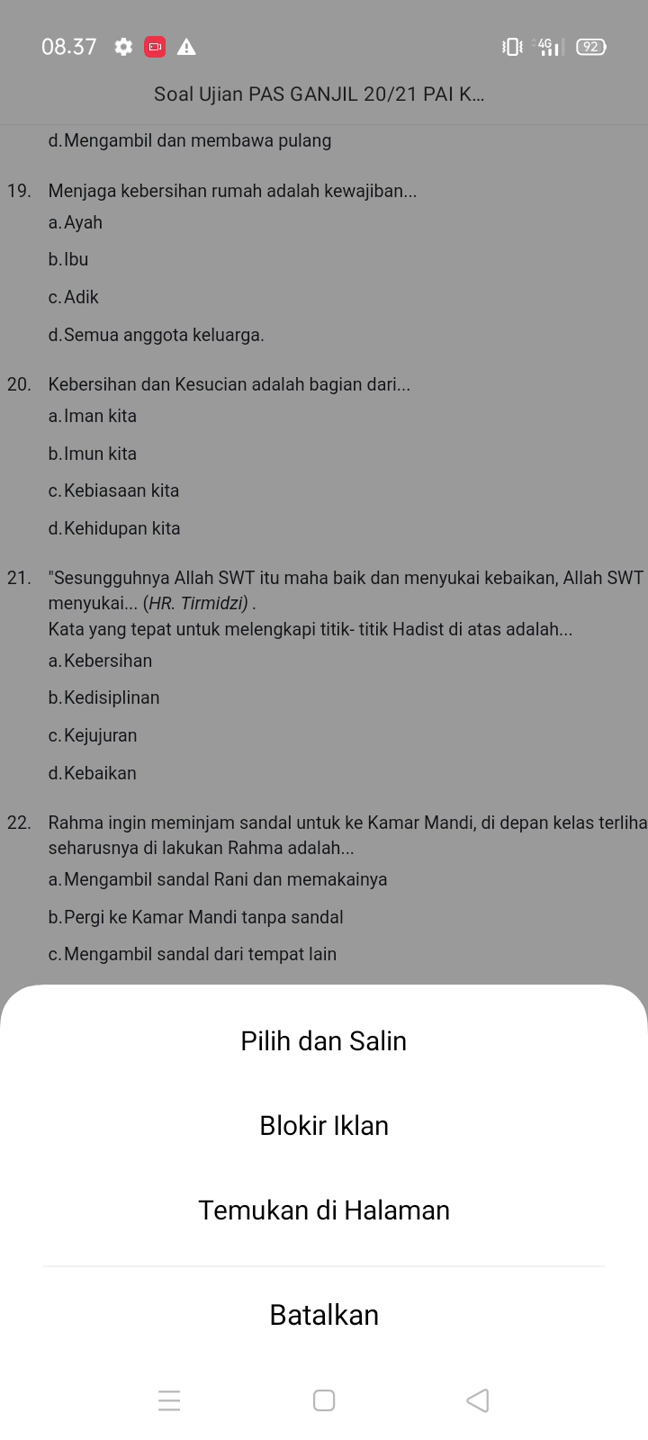 08.37
4G
92
Soal Ujian PAS GANJIL 20/21 PAI K...
d.Mengambil dan membawa pulang
19. Menjaga kebersihan rumah adalah kewajiban...
a.Ayah
b.Ibu
c.Adik
d.Semua anggota keluarga.
20. Kebersihan dan Kesucian adalah bagian dari...
a.Iman kita
b.Imun kita
c.Kebiasaan kita
d.Kehidupan kita
21. "Sesungguhnya Allah SWT itu maha baik dan menyukai kebaikan, Allah SWT
menyukai... (HR. Tirmidzi) .
Kata yang tepat untuk melengkapi titik- titik Hadist di atas adalah...
a.Kebersihan
b.Kedisiplinan
c.Kejujuran
d.Kebaikan
22. Rahma ingin meminjam sandal untuk ke Kamar Mandi, di depan kelas terliha
seharusnya di lakukan Rahma adalah...
a.Mengambil sandal Rani dan memakainya
b.Pergi ke Kamar Mandi tanpa sandal
c.Mengambil sandal dari tempat lain
Pilih dan Salin
Blokir Iklan
Temukan di Halaman
Batalkan